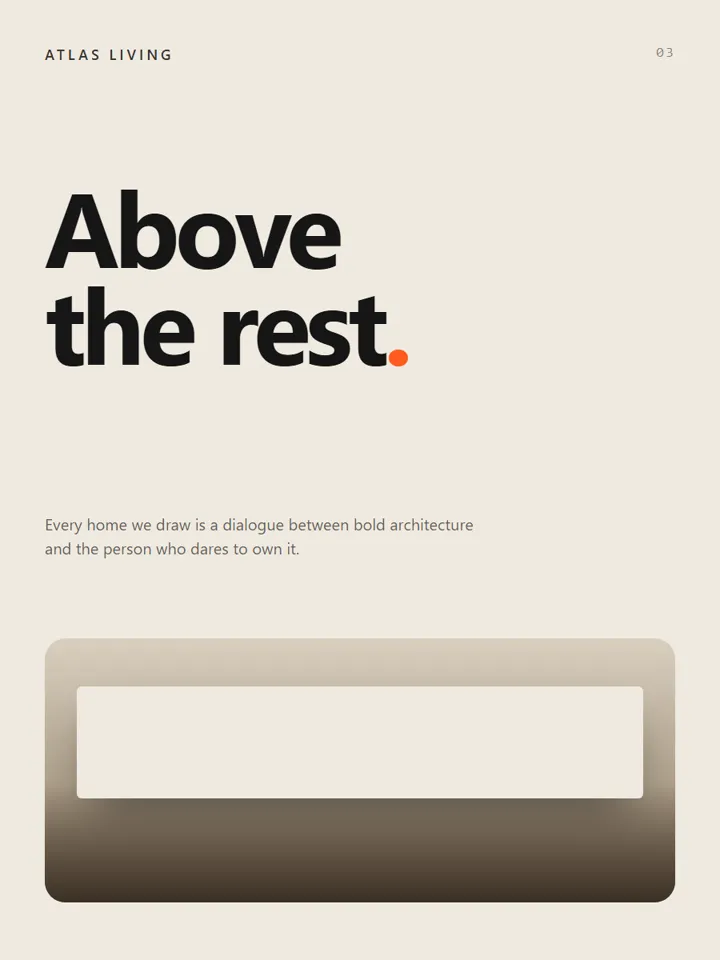 ATLAS LIVING
03
Above
the rest.
Every home we draw is a dialogue between bold architecture
and the person who dares to own it.